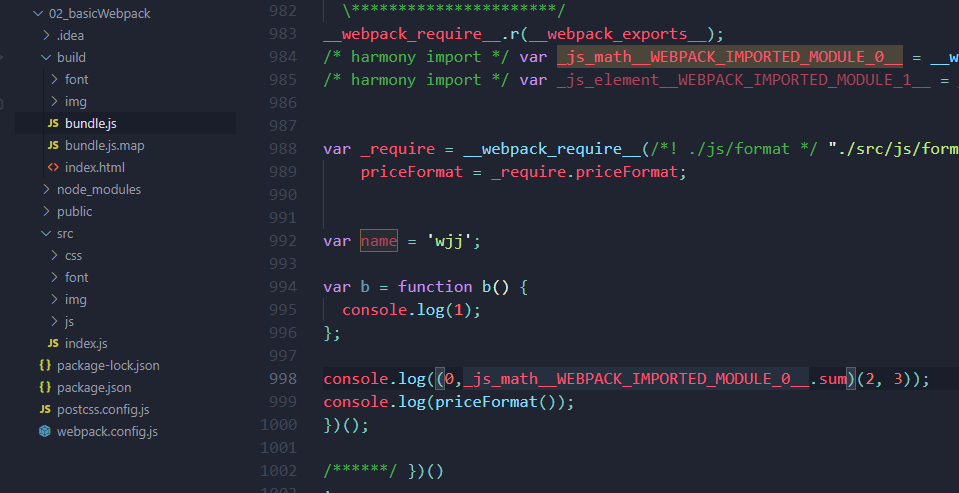 02_basicWebpack
.idea
build
font
img
JS bundle.js
JS bundle.js.map
<> index.html
node_modules
public
src
css
font
img
js
JS index.js
{} package-lock.json
{} package.json
JS postcss.config.js
webpack.config.js
982 \**********************/
983 __webpack_require__.r(__webpack_exports__);
984 /* harmony import */ var _js_math__WEBPACK_IMPORTED_MODULE_0__ = __w
985 /* harmony import */ var _js_element__WEBPACK_IMPORTED_MODULE_1__ =
986
987
988 var _require = __webpack_require__(/*! ./js/format */ "./src/js/form
989 priceFormat = _require.priceFormat;
990
991
992 var name = 'wjj';
993
994 var b = function b() {
995 console.log(1);
996 };
997
998 console.log((0,_js_math__WEBPACK_IMPORTED_MODULE_0__.sum)(2, 3));
999 console.log(priceFormat());
1000 })();
1001
1002 /******/ })()
;